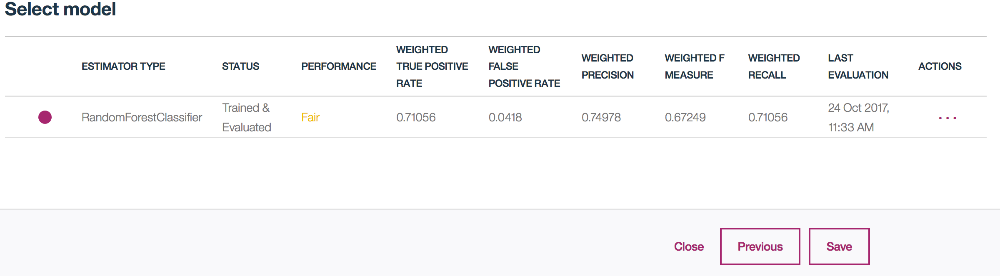 Select model
ESTIMATOR TYPE
STATUS
PERFORMANCE
WEIGHTED
TRUE POSITIVE
RATE
WEIGHTED
FALSE
POSITIVE RATE
WEIGHTED
PRECISION
WEIGHTED F
MEASURE
WEIGHTED
RECALL
LAST
EVALUATION
ACTIONS
RandomForestClassifier
Trained &
Evaluated
Fair
0.71056
0.0418
0.74978
0.67249
0.71056
24 Oct 2017,
11:33 AM
Close
Previous
Save